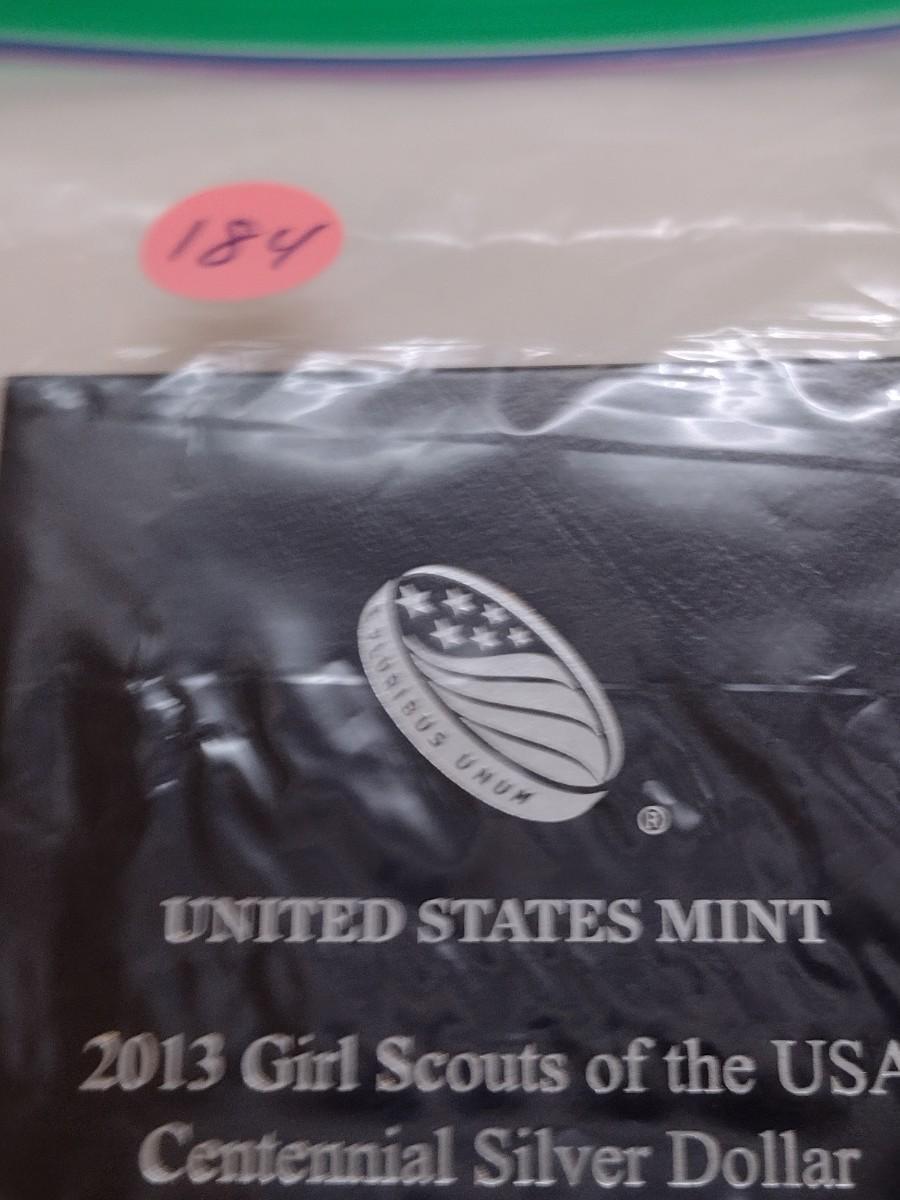 184
E PLURIBUS UNUM
®
UNITED STATES MINT
2013 Girl Scouts of the USA
Centennial Silver Dollar